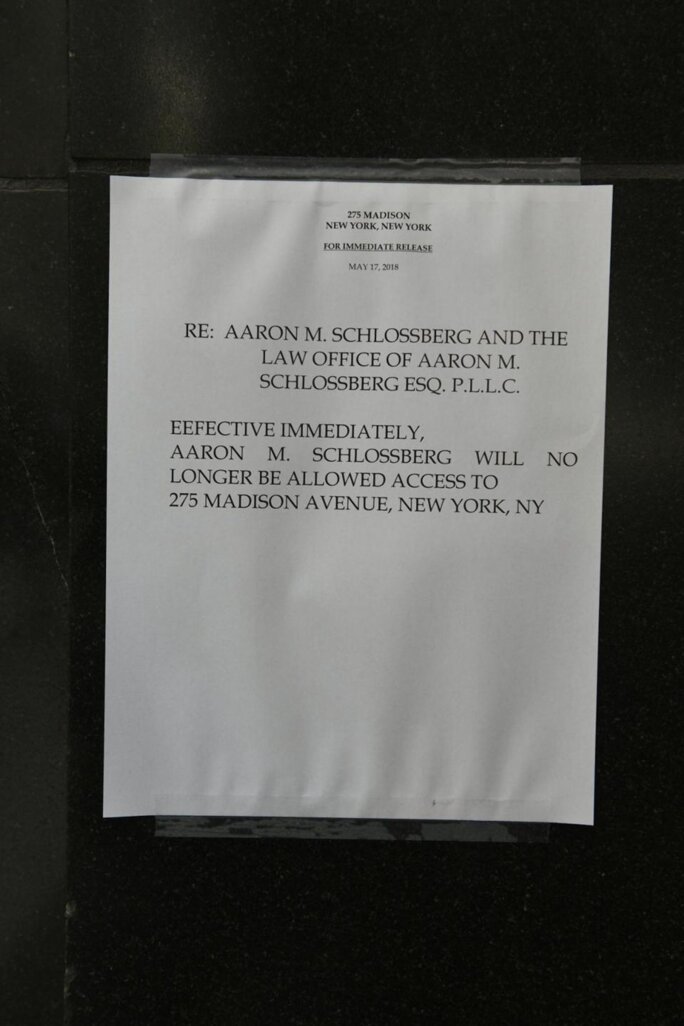 275 MADISON
NEW YORK, NEW YORK
FOR IMMEDIATE RELEASE
MAY 17, 2018
RE: AARON M. SCHLOSSBERG AND THE
LAW OFFICE OF AARON M.
SCHLOSSBERG ESQ. P.L.L.C.
EEFECTIVE IMMEDIATELY,
AARON M. SCHLOSSBERG WILL NO
LONGER BE ALLOWED ACCESS TO
275 MADISON AVENUE, NEW YORK, NY